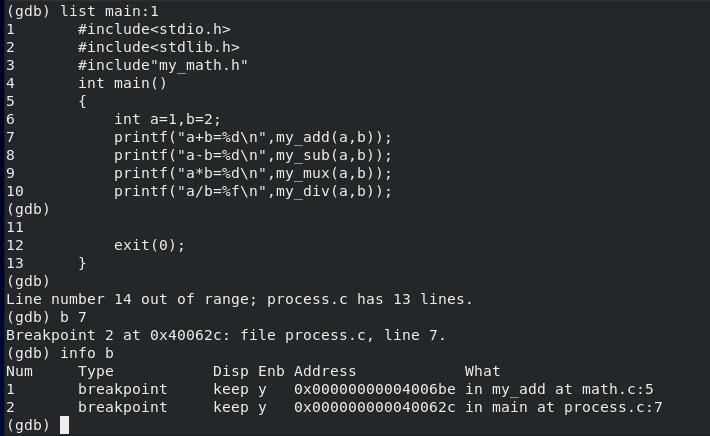 (gdb) list main:1
1       #include<stdio.h>
2       #include<stdlib.h>
3       #include"my_math.h"
4       int main()
5       {
6           int a=1,b=2;
7           printf("a+b=%d\n",my_add(a,b));
8           printf("a-b=%d\n",my_sub(a,b));
9           printf("a*b=%d\n",my_mux(a,b));
10          printf("a/b=%f\n",my_div(a,b));
(gdb)
11
12          exit(0);
13      }
(gdb)
Line number 14 out of range; process.c has 13 lines.
(gdb) b 7
Breakpoint 2 at 0x40062c: file process.c, line 7.
(gdb) info b
Num     Type           Disp Enb Address            What
1       breakpoint     keep y   0x00000000004006be in my_add at math.c:5
2       breakpoint     keep y   0x000000000040062c in main at process.c:7
(gdb)